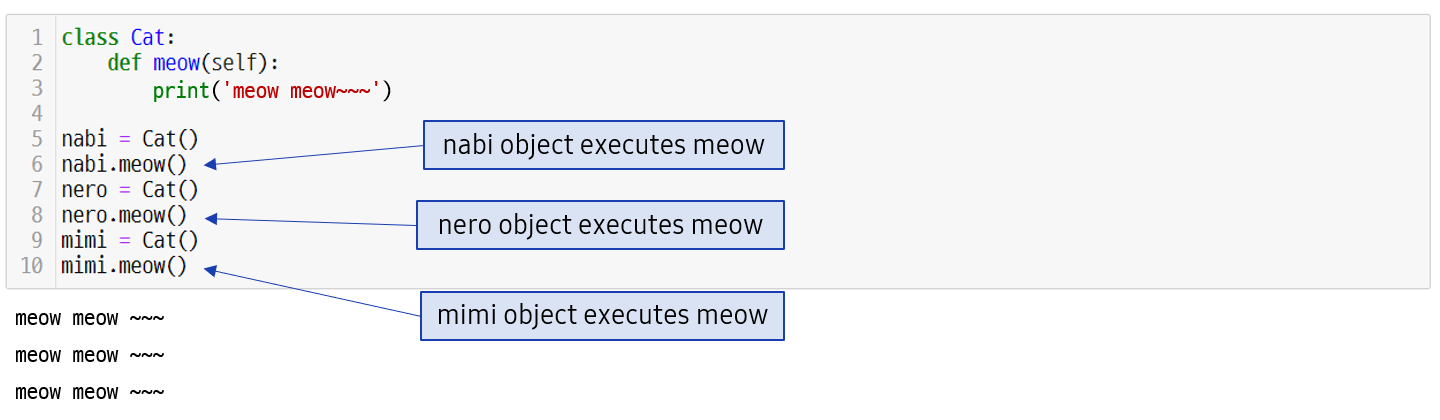 1 class Cat:
2     def meow(self):
3         print('meow meow~~~')
4
5 nabi = Cat()
6 nabi.meow()
nabi object executes meow
7 nero = Cat()
8 nero.meow()
nero object executes meow
9 mimi = Cat()
10 mimi.meow()
mimi object executes meow
meow meow ~~~
meow meow ~~~
meow meow ~~~